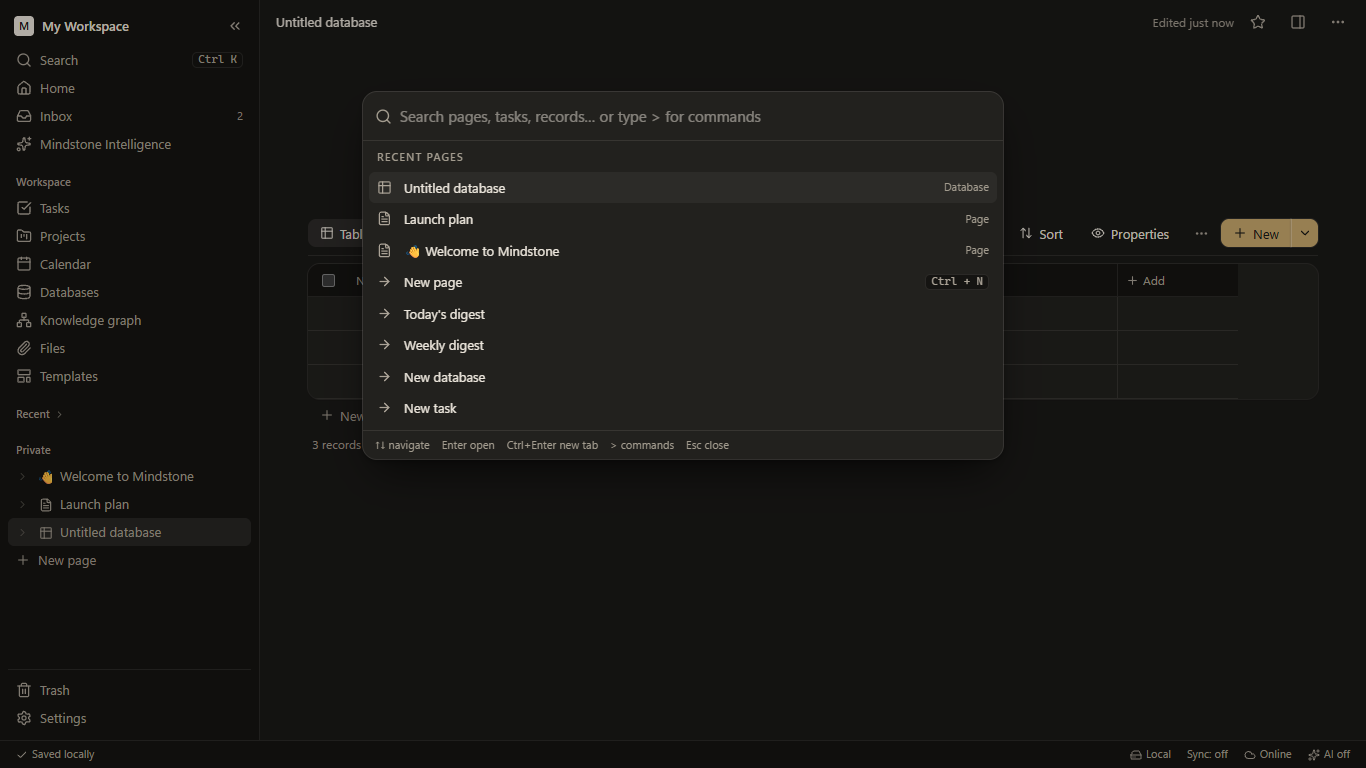 M My Workspace
Search Ctrl K
Home
Inbox 2
Mindstone Intelligence
Workspace
Tasks
Projects
Calendar
Databases
Knowledge graph
Files
Templates
Recent
Private
👋 Welcome to Mindstone
Launch plan
Untitled database
New page
Trash
Settings
Untitled database
Edited just now
Search pages, tasks, records... or type > for commands
RECENT PAGES
Untitled database Database
Launch plan Page
👋 Welcome to Mindstone Page
New page Ctrl + N
Today's digest
Weekly digest
New database
New task
↑↓ navigate Enter open Ctrl+Enter new tab > commands Esc close
Sort Properties ··· + New
+ Add
+ New
3 records
Saved locally
Local Sync: off Online AI off